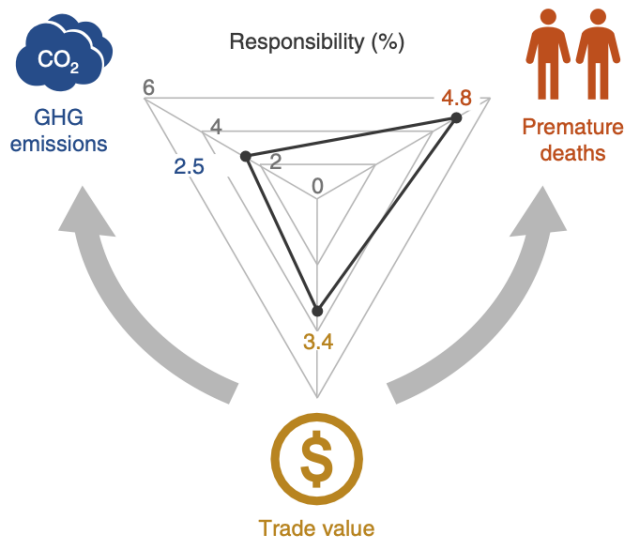 Responsibility (%)
CO₂
GHG
emissions
Premature
deaths
6
4
2
0
4.8
2.5
3.4
$
Trade value